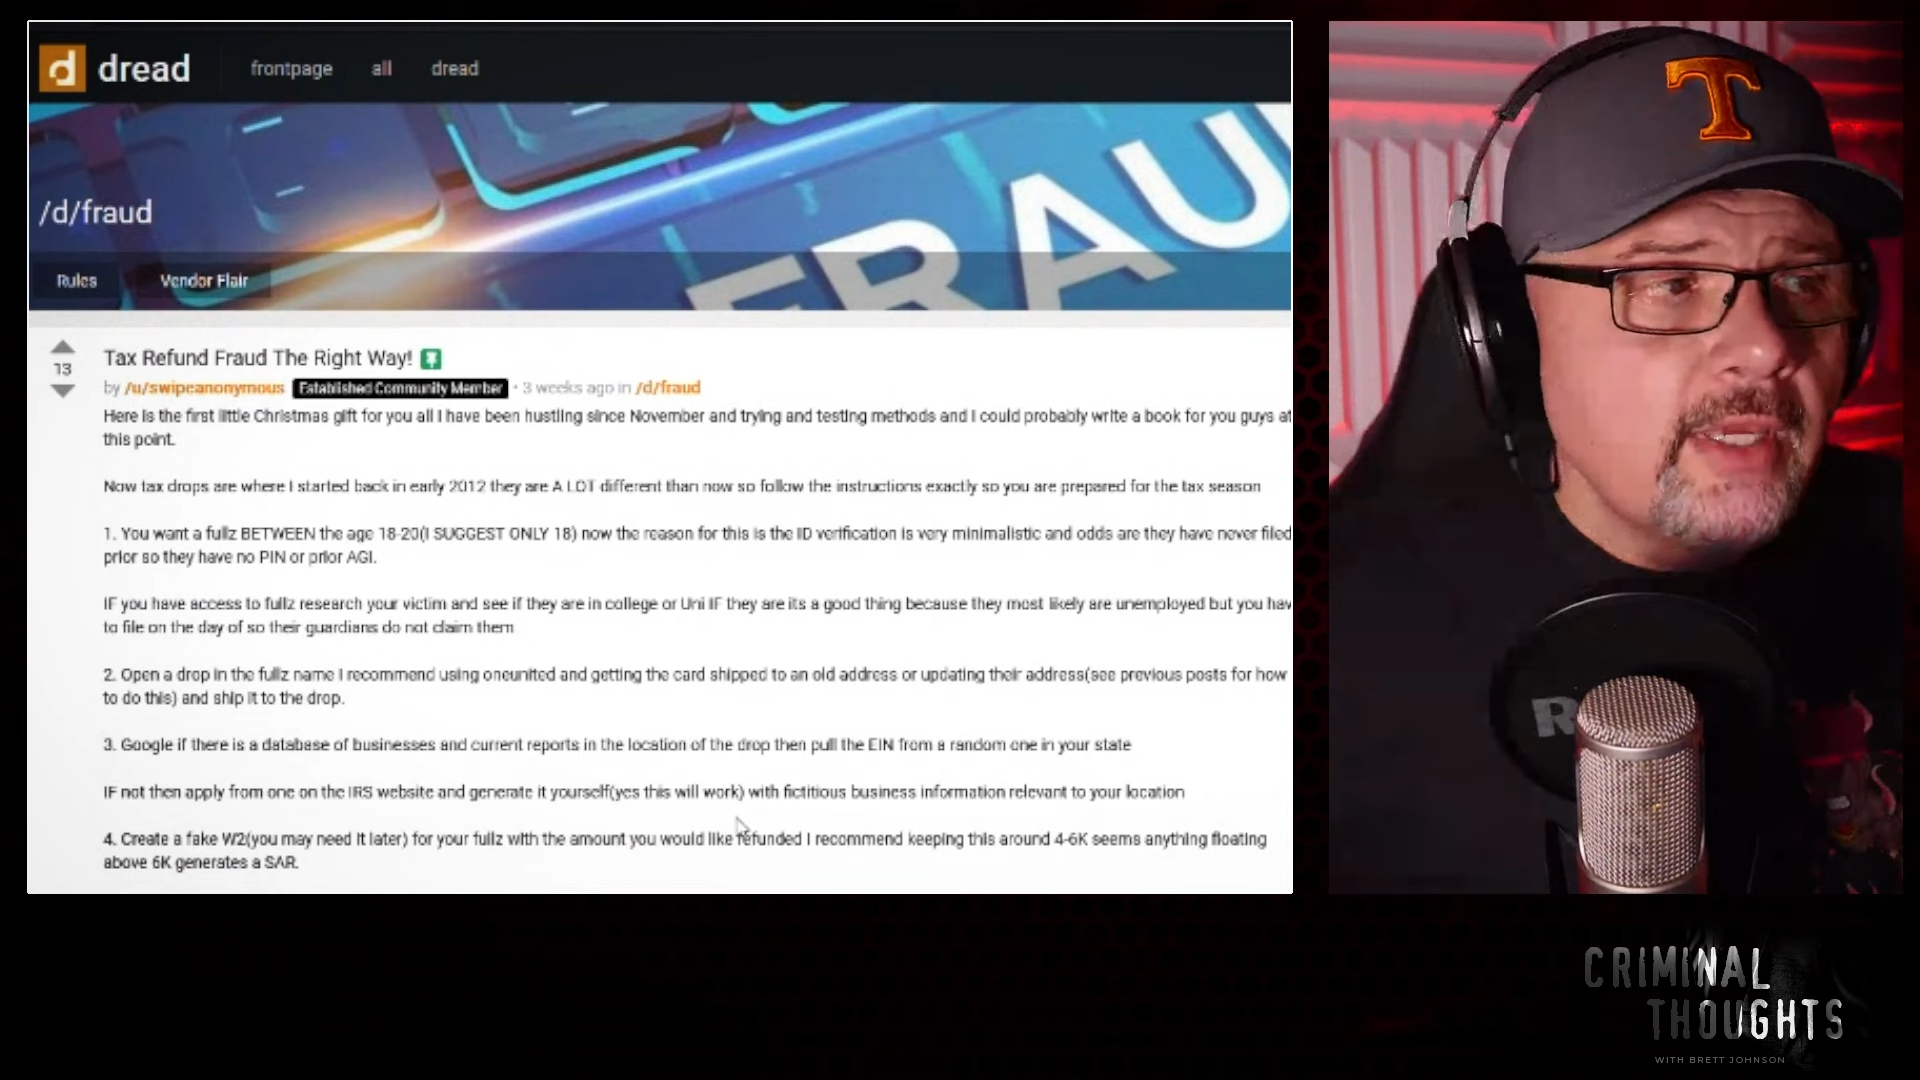 dread
frontpage
all
dread
/d/fraud
FRAU
Rules
Vendor Flair
13
Tax Refund Fraud The Right Way!
by /u/swipeanonymous Established Community Member • 3 weeks ago in /d/fraud
Here is the first little Christmas gift for you all I have been hustling since November and trying and testing methods and I could probably write a book for you guys at
this point.
Now tax drops are where I started back in early 2012 they are A LOT different than now so follow the instructions exactly so you are prepared for the tax season
1. You want a fullz BETWEEN the age 18-20(I SUGGEST ONLY 18) now the reason for this is the ID verification is very minimalistic and odds are they have never filed
prior so they have no PIN or prior AGI.
IF you have access to fullz research your victim and see if they are in college or Uni IF they are its a good thing because they most likely are unemployed but you hav
to file on the day of so their guardians do not claim them
2. Open a drop in the fullz name I recommend using oneunited and getting the card shipped to an old address or updating their address(see previous posts for how
to do this) and ship it to the drop.
3. Google if there is a database of businesses and current reports in the location of the drop then pull the EIN from a random one in your state
IF not then apply from one on the IRS website and generate it yourself(yes this will work) with fictitious business information relevant to your location
4. Create a fake W2(you may need it later) for your fullz with the amount you would like refunded I recommend keeping this around 4-6K seems anything floating
above 6K generates a SAR.
T
R
CRIMINAL
THOUGHTS
WITH BRETT JOHNSON